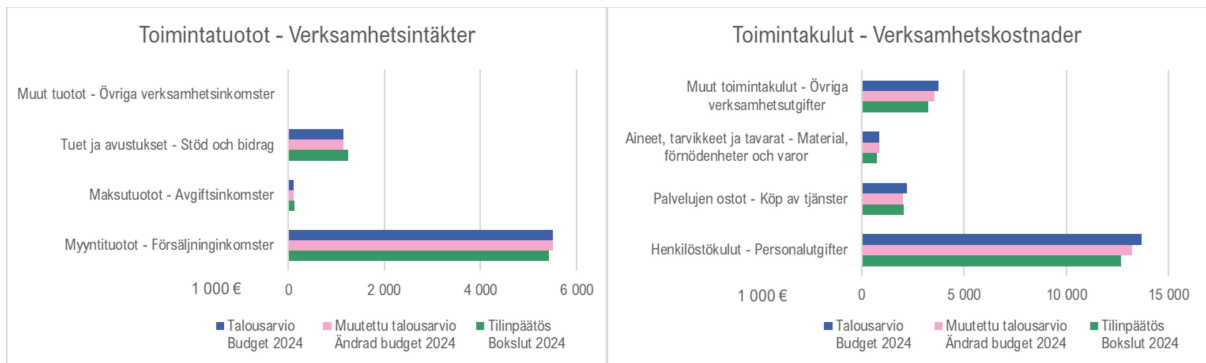 Toimintatuotot - Verksamhetsintäkter
Muut tuotot - Övriga verksamhetsinkomster
Tuet ja avustukset - Stöd och bidrag
Maksutuotot - Avgiftsinkomster
Myyntituotot - Försäljninginkomster
1 000 €
0 2 000 4 000 6 000
Talousarvio Muutettu talousarvio Tilinpäätös
Budget 2024 Ändrad budget 2024 Bokslut 2024
Toimintakulut - Verksamhetskostnader
Muut toimintakulut - Övriga
verksamhetsutgifter
Aineet, tarvikkeet ja tavarat - Material,
förnödenheter och varor
Palvelujen ostot - Köp av tjänster
Henkilöstökulut - Personalutgifter
1 000 €
0 5 000 10 000 15 000
Talousarvio Muutettu talousarvio Tilinpäätös
Budget 2024 Ändrad budget 2024 Bokslut 2024